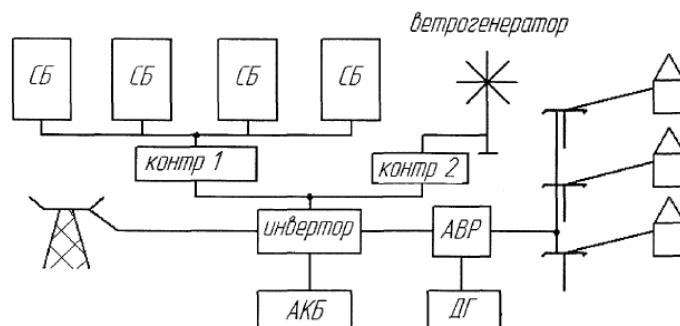 ветрогенератор
СБ
СБ
СБ
СБ
контр 1
контр 2
инвертор
АВР
АКБ
ДГ